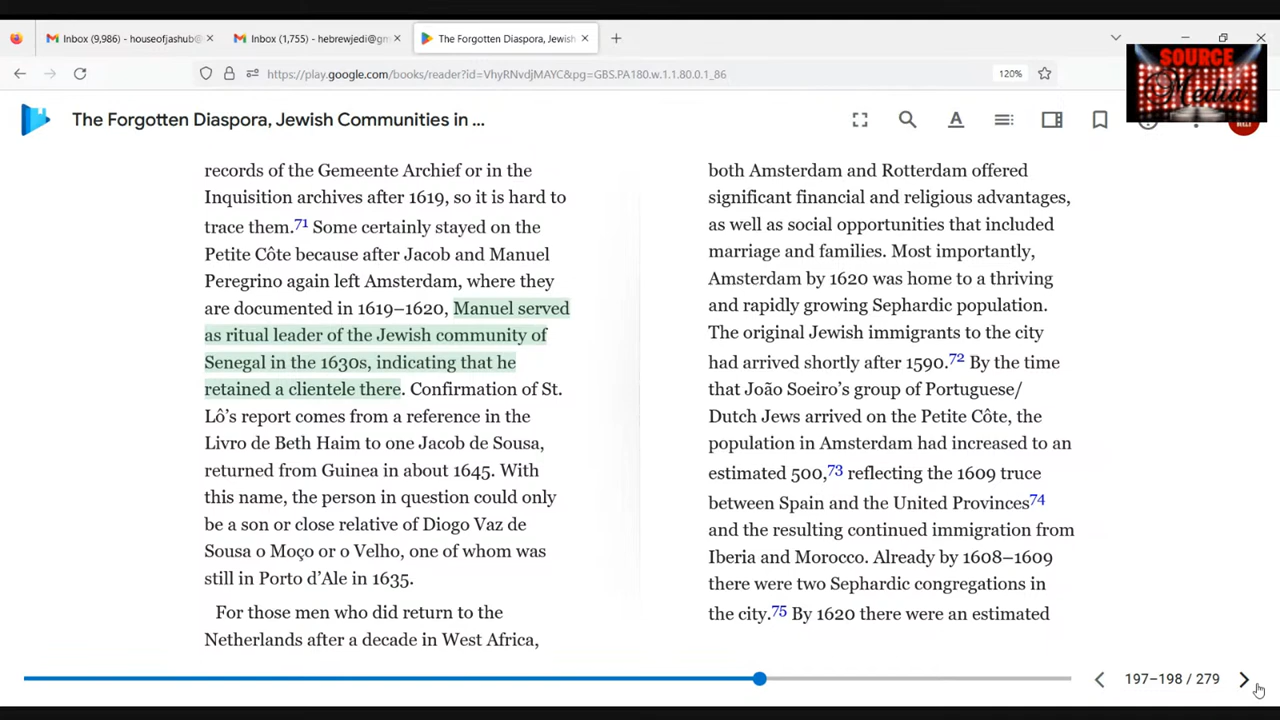 Inbox (9,986) - houseofjashub@
Inbox (1,755) - hebrewjedi@gm
The Forgotten Diaspora, Jewish
https://play.google.com/books/reader?id=VhyRNvdjMAYC&pg=GBS.PA180.w.1.1.80.0.1_86
120%
SOURCE
Media
The Forgotten Diaspora, Jewish Communities in ...
records of the Gemeente Archief or in the
Inquisition archives after 1619, so it is hard to
trace them.71 Some certainly stayed on the
Petite Côte because after Jacob and Manuel
Peregrino again left Amsterdam, where they
are documented in 1619–1620, Manuel served
as ritual leader of the Jewish community of
Senegal in the 1630s, indicating that he
retained a clientele there. Confirmation of St.
Lô's report comes from a reference in the
Livro de Beth Haim to one Jacob de Sousa,
returned from Guinea in about 1645. With
this name, the person in question could only
be a son or close relative of Diogo Vaz de
Sousa o Moço or o Velho, one of whom was
still in Porto d'Ale in 1635.
For those men who did return to the
Netherlands after a decade in West Africa,
both Amsterdam and Rotterdam offered
significant financial and religious advantages,
as well as social opportunities that included
marriage and families. Most importantly,
Amsterdam by 1620 was home to a thriving
and rapidly growing Sephardic population.
The original Jewish immigrants to the city
had arrived shortly after 1590.72 By the time
that João Soeiro's group of Portuguese/
Dutch Jews arrived on the Petite Côte, the
population in Amsterdam had increased to an
estimated 500,73 reflecting the 1609 truce
between Spain and the United Provinces74
and the resulting continued immigration from
Iberia and Morocco. Already by 1608–1609
there were two Sephardic congregations in
the city.75 By 1620 there were an estimated
197–198 / 279